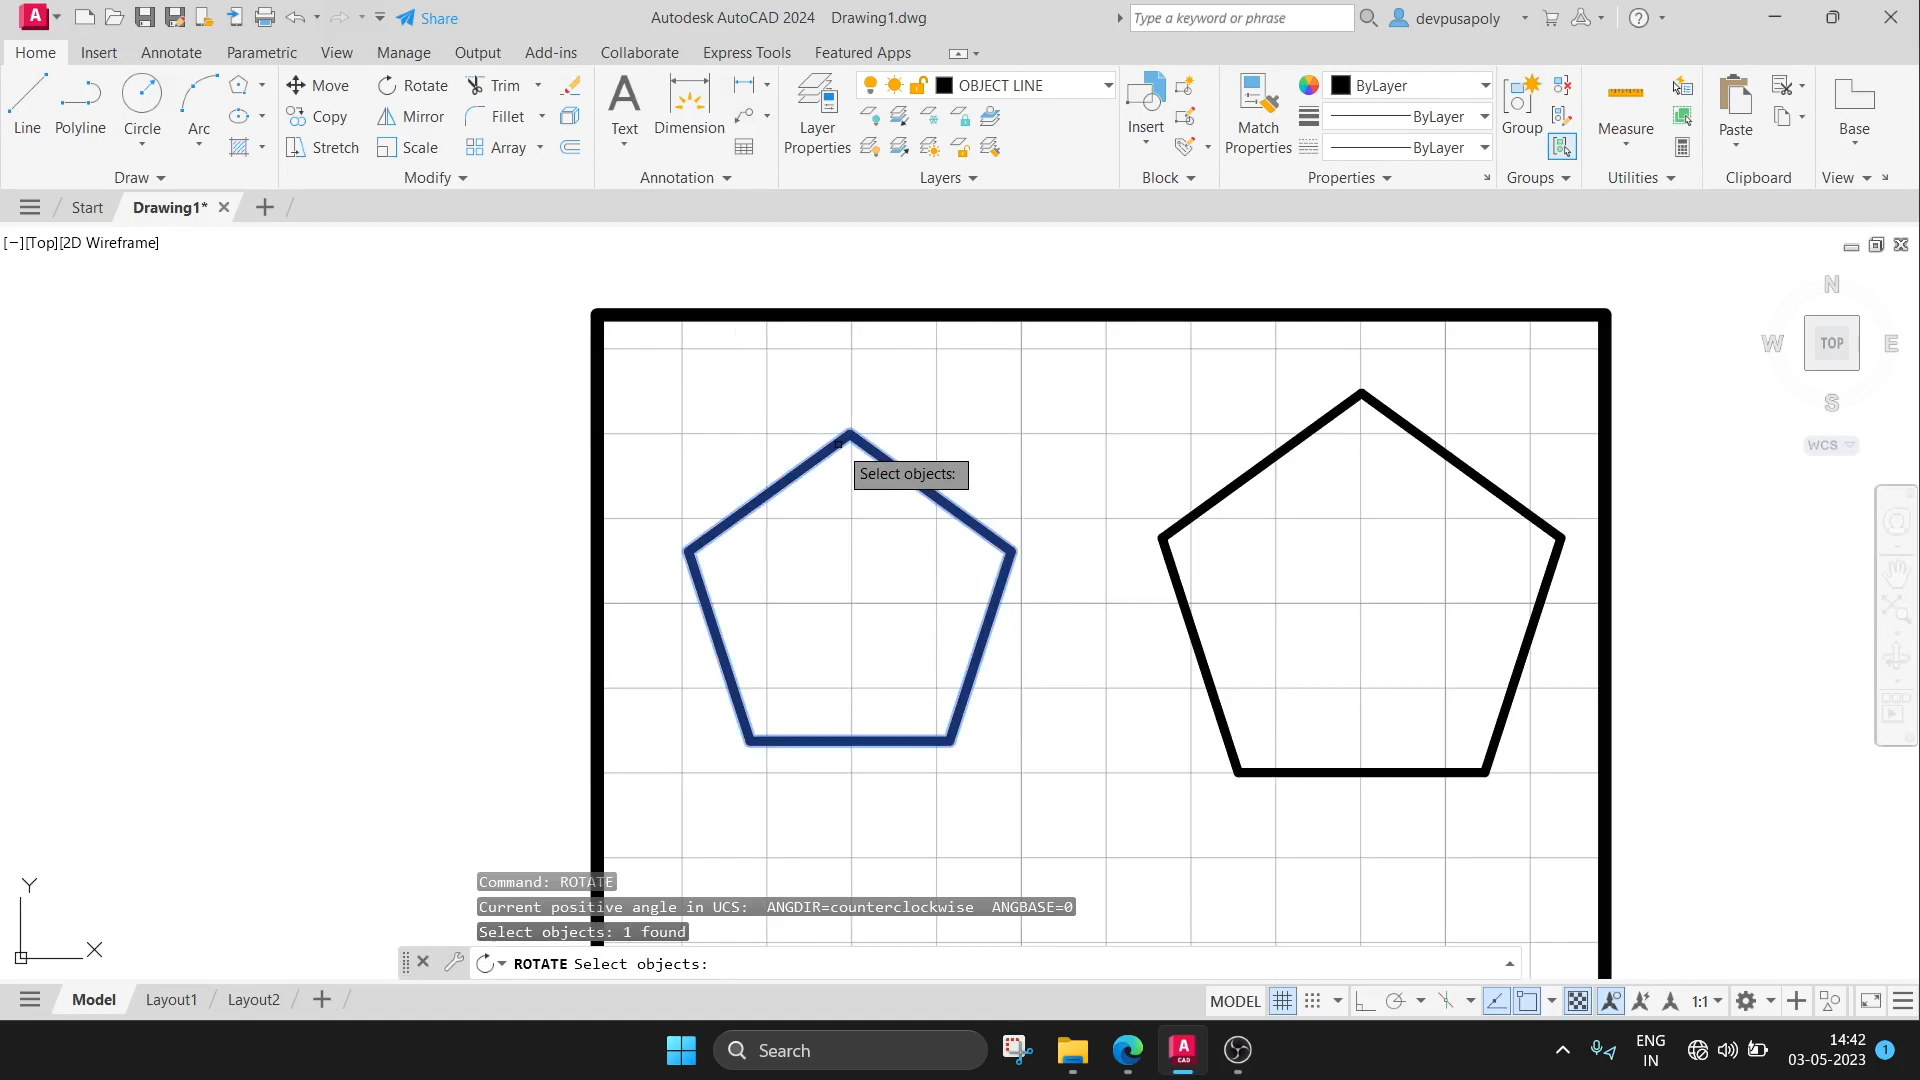 Share
Autodesk AutoCAD 2024 Drawing1.dwg
Type a keyword or phrase
devpusapoly
Home Insert Annotate Parametric View Manage Output Add-ins Collaborate Express Tools Featured Apps
Line Polyline Circle Arc
Move Rotate Trim
Copy Mirror Fillet
Stretch Scale Array
Text Dimension
Layer Properties
OBJECT LINE
Insert
Match Properties
ByLayer
ByLayer
ByLayer
Group Measure Paste Base
Draw Modify Annotation Layers Block Properties Groups Utilities Clipboard View
Start Drawing1* 
[−][Top][2D Wireframe]
N
W TOP E
S
WCS
Select objects:
Y
X
Command: ROTATE
Current positive angle in UCS: ANGDIR=counterclockwise ANGBASE=0
Select objects: 1 found
ROTATE Select objects:
Model Layout1 Layout2
MODEL 1:1
Search
A CAD
ENG
IN
14:42
03-05-2023
1